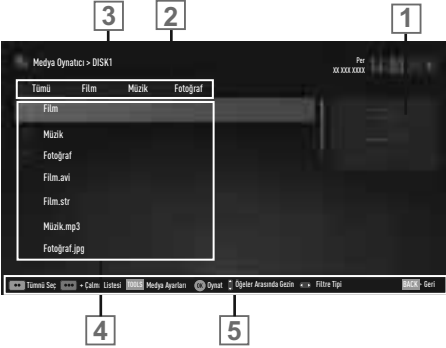 3 2 1
Medya Oynatıcı > DISK1
Per
XX XXX XXXX
Tümü Film Müzik Fotoğraf
Film
Müzik
Fotoğraf
Film.avi
Film.str
Müzik.mp3
Fotoğraf.jpg
Tümnü Seç + Çalma Listesi TOOLS Medya Ayarları OK Oynat Öğeler Arasında Gezin Filtre Tipi BACK - Geri
4 5